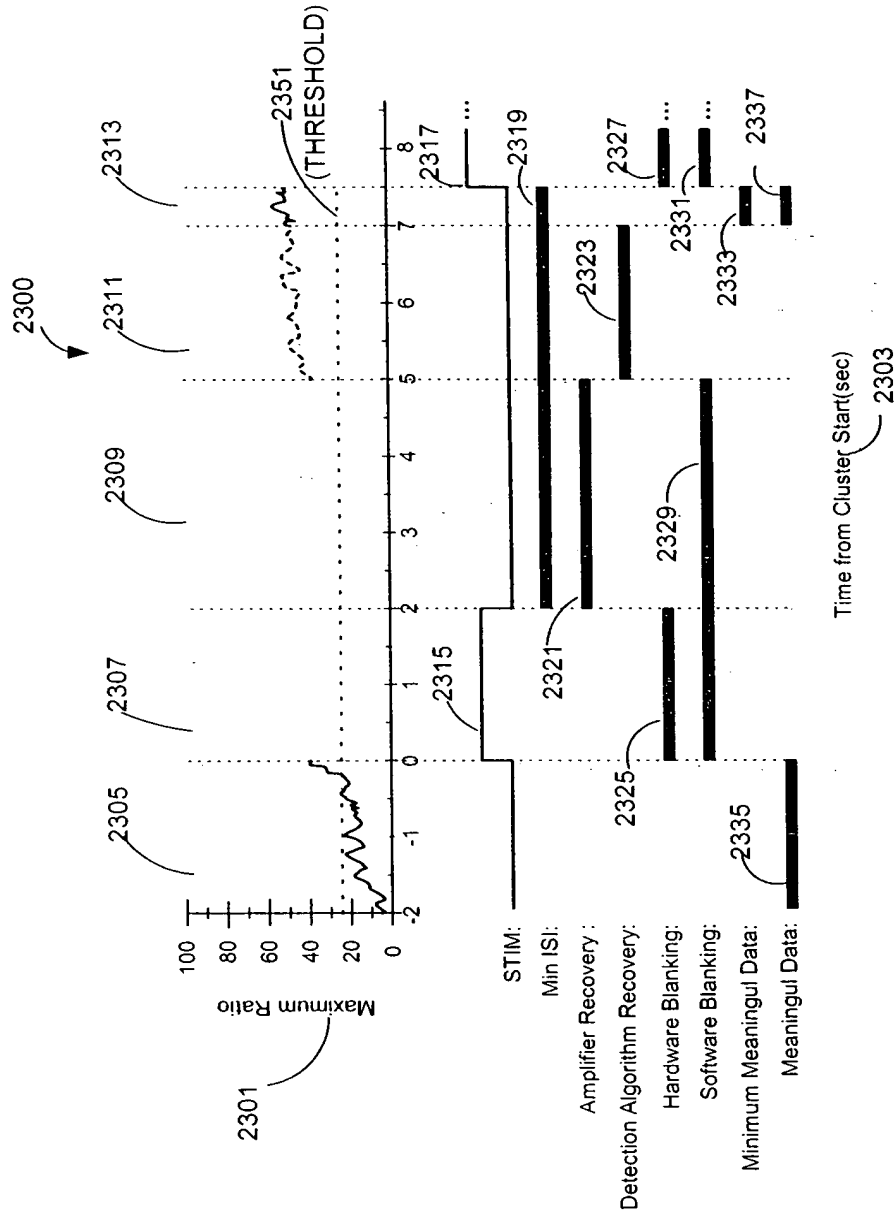 2300
2305
2307
2309
2311
2313
2301
Maximum Ratio
100
80
60
40
20
0
2351
(THRESHOLD)
-2 -1 0 1 2 3 4 5 6 7 8
STIM:
2315
2317
...
Min ISI:
2319
Amplifier Recovery :
2321
Detection Algorithm Recovery:
2323
Hardware Blanking:
2325
2327
...
Software Blanking:
2329
2331
...
Minimum Meaningul Data:
2333
Meaningul Data:
2335
2337
Time from Cluster Start(sec)
2303